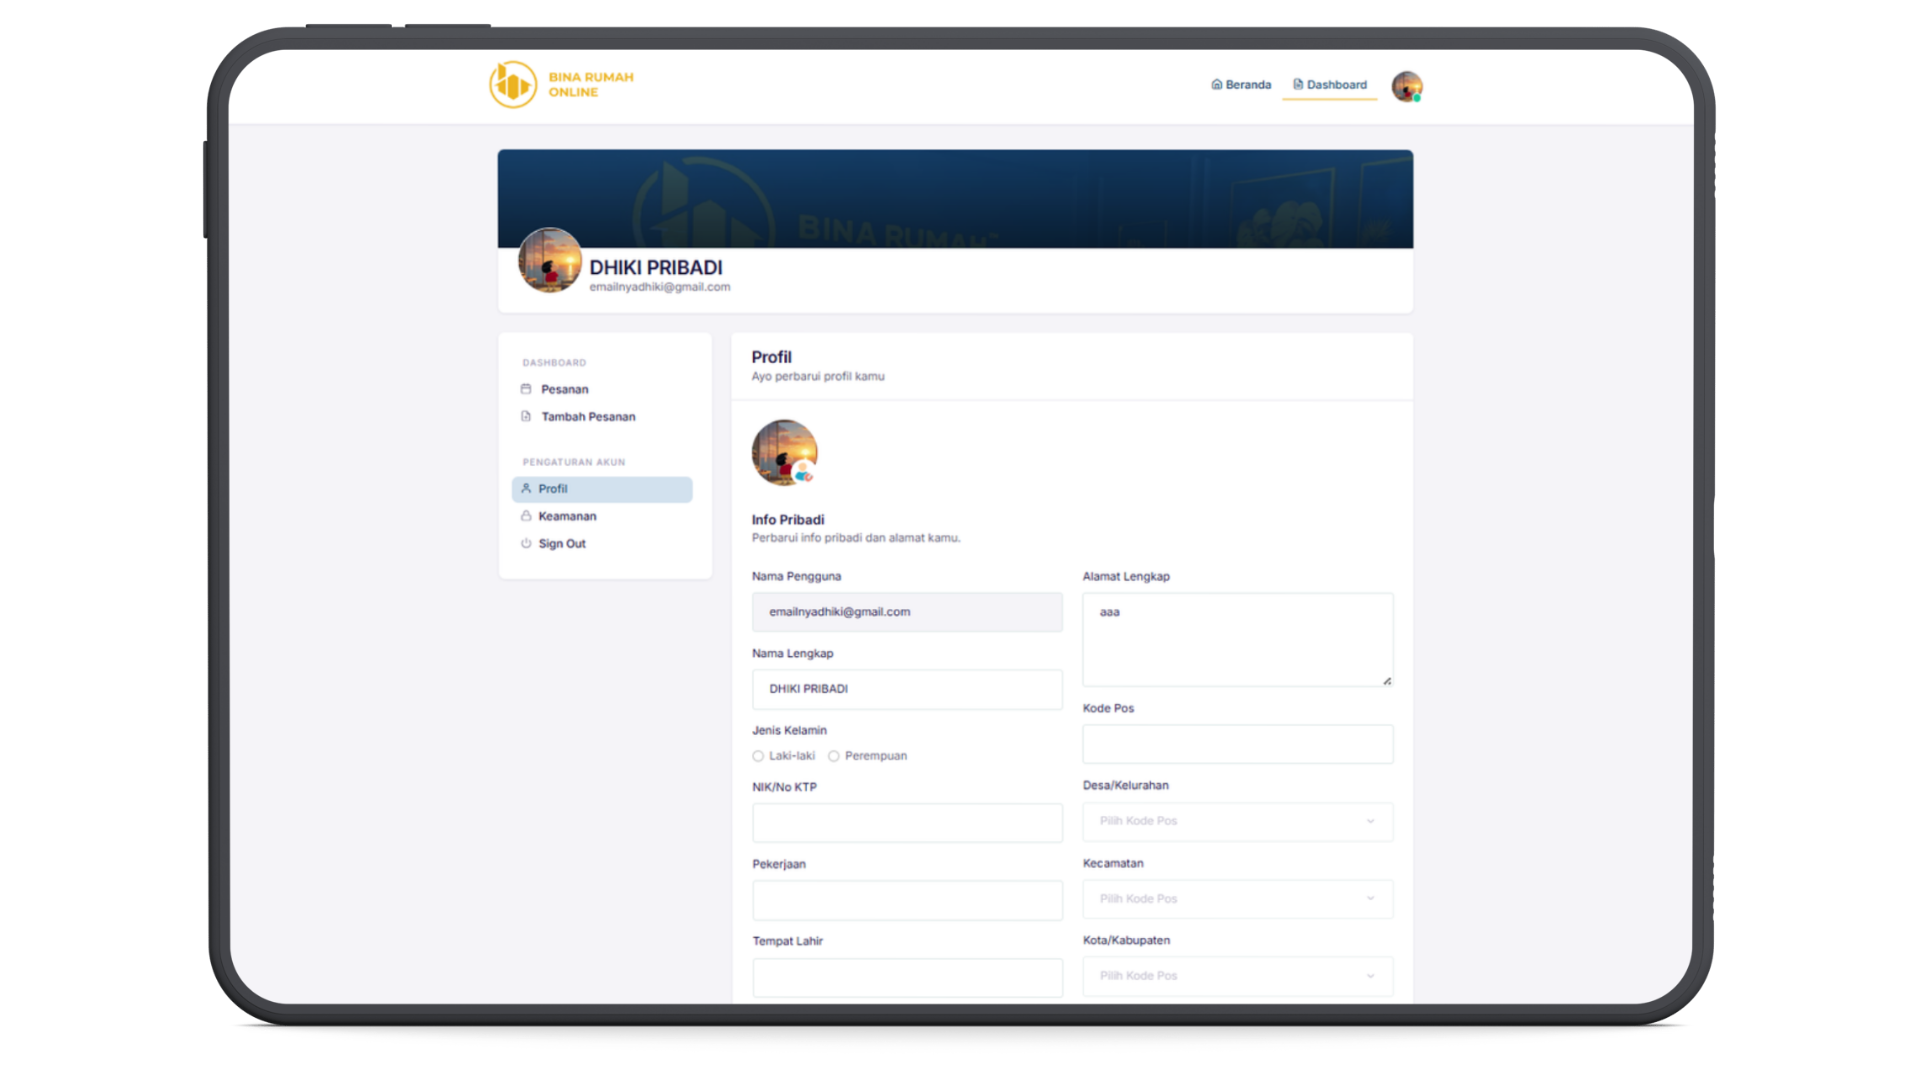 BINA RUMAH
ONLINE
Beranda
Dashboard
BINA RUMAH
DHIKI PRIBADI
emailnyadhiki@gmail.com
DASHBOARD
Pesanan
Tambah Pesanan
PENGATURAN AKUN
Profil
Keamanan
Sign Out
Profil
Ayo perbarui profil kamu
Info Pribadi
Perbarui info pribadi dan alamat kamu.
Nama Pengguna
emailnyadhiki@gmail.com
Nama Lengkap
DHIKI PRIBADI
Jenis Kelamin
Laki-laki
Perempuan
NIK/No KTP
Pekerjaan
Tempat Lahir
Alamat Lengkap
aaa
Kode Pos
Desa/Kelurahan
Pilih Kode Pos
Kecamatan
Pilih Kode Pos
Kota/Kabupaten
Pilih Kode Pos